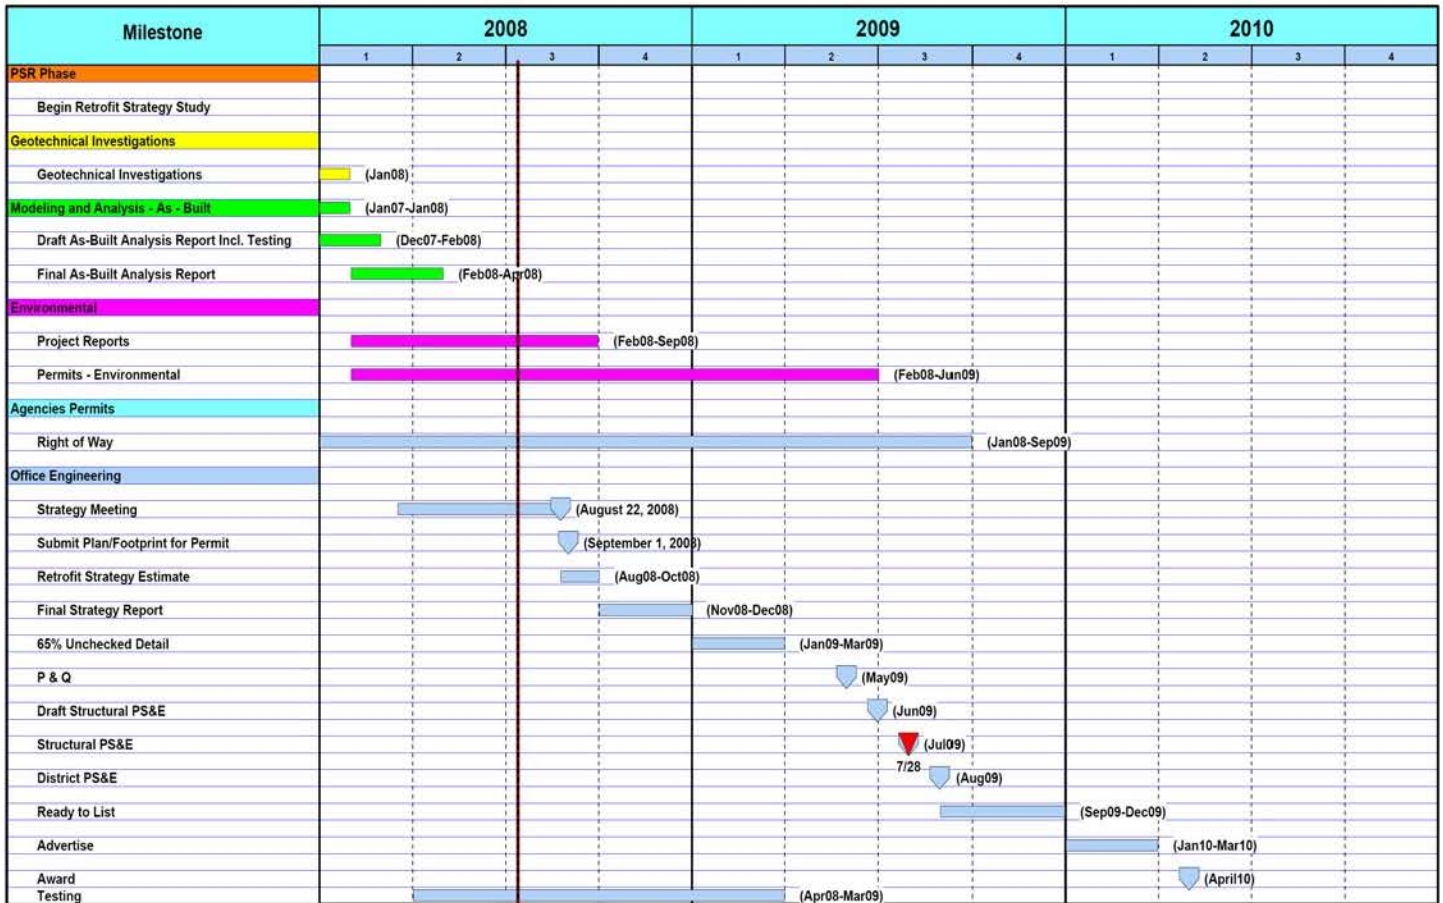 Milestone 2008 2009 2010
1 2 3 4 1 2 3 4 1 2 3 4
PSR Phase
Begin Retrofit Strategy Study
Geotechnical Investigations
Geotechnical Investigations (Jan08)
Modeling and Analysis - As - Built (Jan07-Jan08)
Draft As-Built Analysis Report Incl. Testing (Dec07-Feb08)
Final As-Built Analysis Report (Feb08-Apr08)
Environmental
Project Reports (Feb08-Sep08)
Permits - Environmental (Feb08-Jun09)
Agencies Permits
Right of Way (Jan08-Sep09)
Office Engineering
Strategy Meeting (August 22, 2008)
Submit Plan/Footprint for Permit (September 1, 2008)
Retrofit Strategy Estimate (Aug08-Oct08)
Final Strategy Report (Nov08-Dec08)
65% Unchecked Detail (Jan09-Mar09)
P & Q (May09)
Draft Structural PS&E (Jun09)
Structural PS&E (Jul09)
7/28
District PS&E (Aug09)
Ready to List (Sep09-Dec09)
Advertise (Jan10-Mar10)
Award (April10)
Testing (Apr08-Mar09)